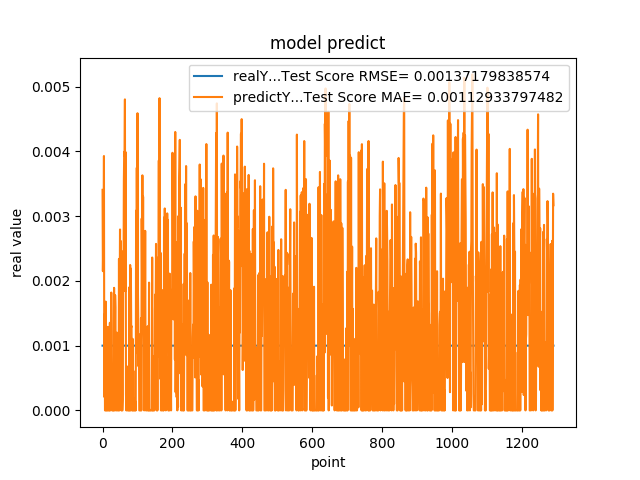 model predict
realY...Test Score RMSE= 0.00137179838574
predictY...Test Score MAE= 0.00112933797482
0.005
0.004
0.003
0.002
0.001
0.000
real value
0 200 400 600 800 1000 1200
point